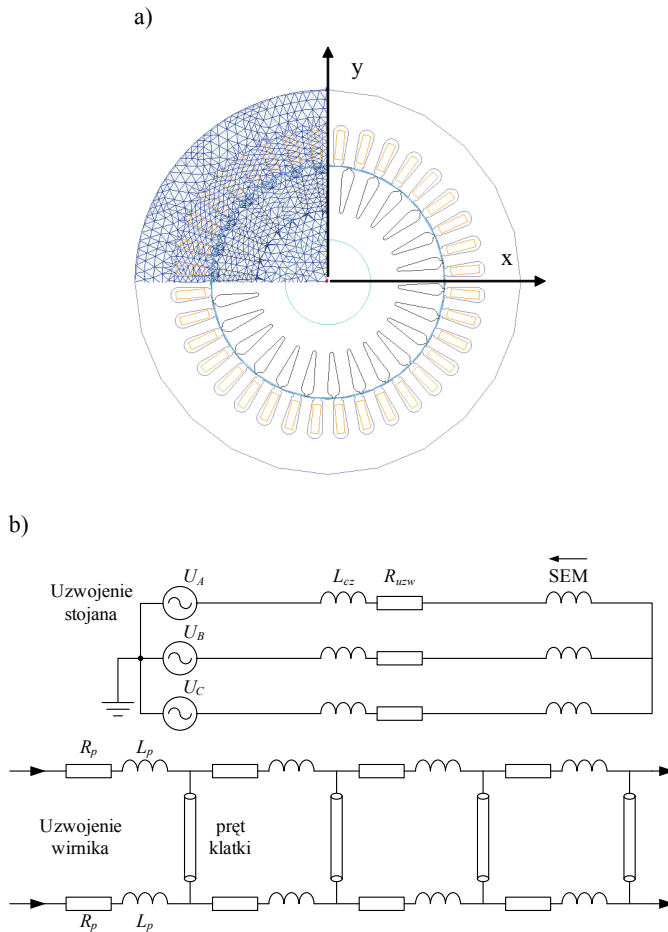 a)
y
x
b)
Uzwojenie
stojana
U_A
L_cz
R_uzw
SEM
U_B
U_C
R_p
L_p
Uzwojenie
wirnika
pręt
klatki
R_p
L_p